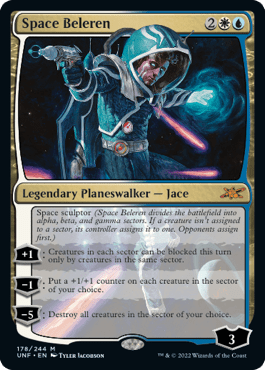 Space Beleren 2
Legendary Planeswalker — Jace
Space sculptor (Space Beleren divides the battlefield into
alpha, beta, and gamma sectors. If a creature isn't assigned
to a sector, its controller assigns it to one. Opponents assign
first.)
+1 : Creatures in each sector can be blocked this turn
only by creatures in the same sector.
-1 : Put a +1/+1 counter on each creature in the sector
of your choice.
-5 : Destroy all creatures in the sector of your choice.
3
178/244 M
UNF • EN Tyler Jacobson ™ & © 2022 Wizards of the Coast